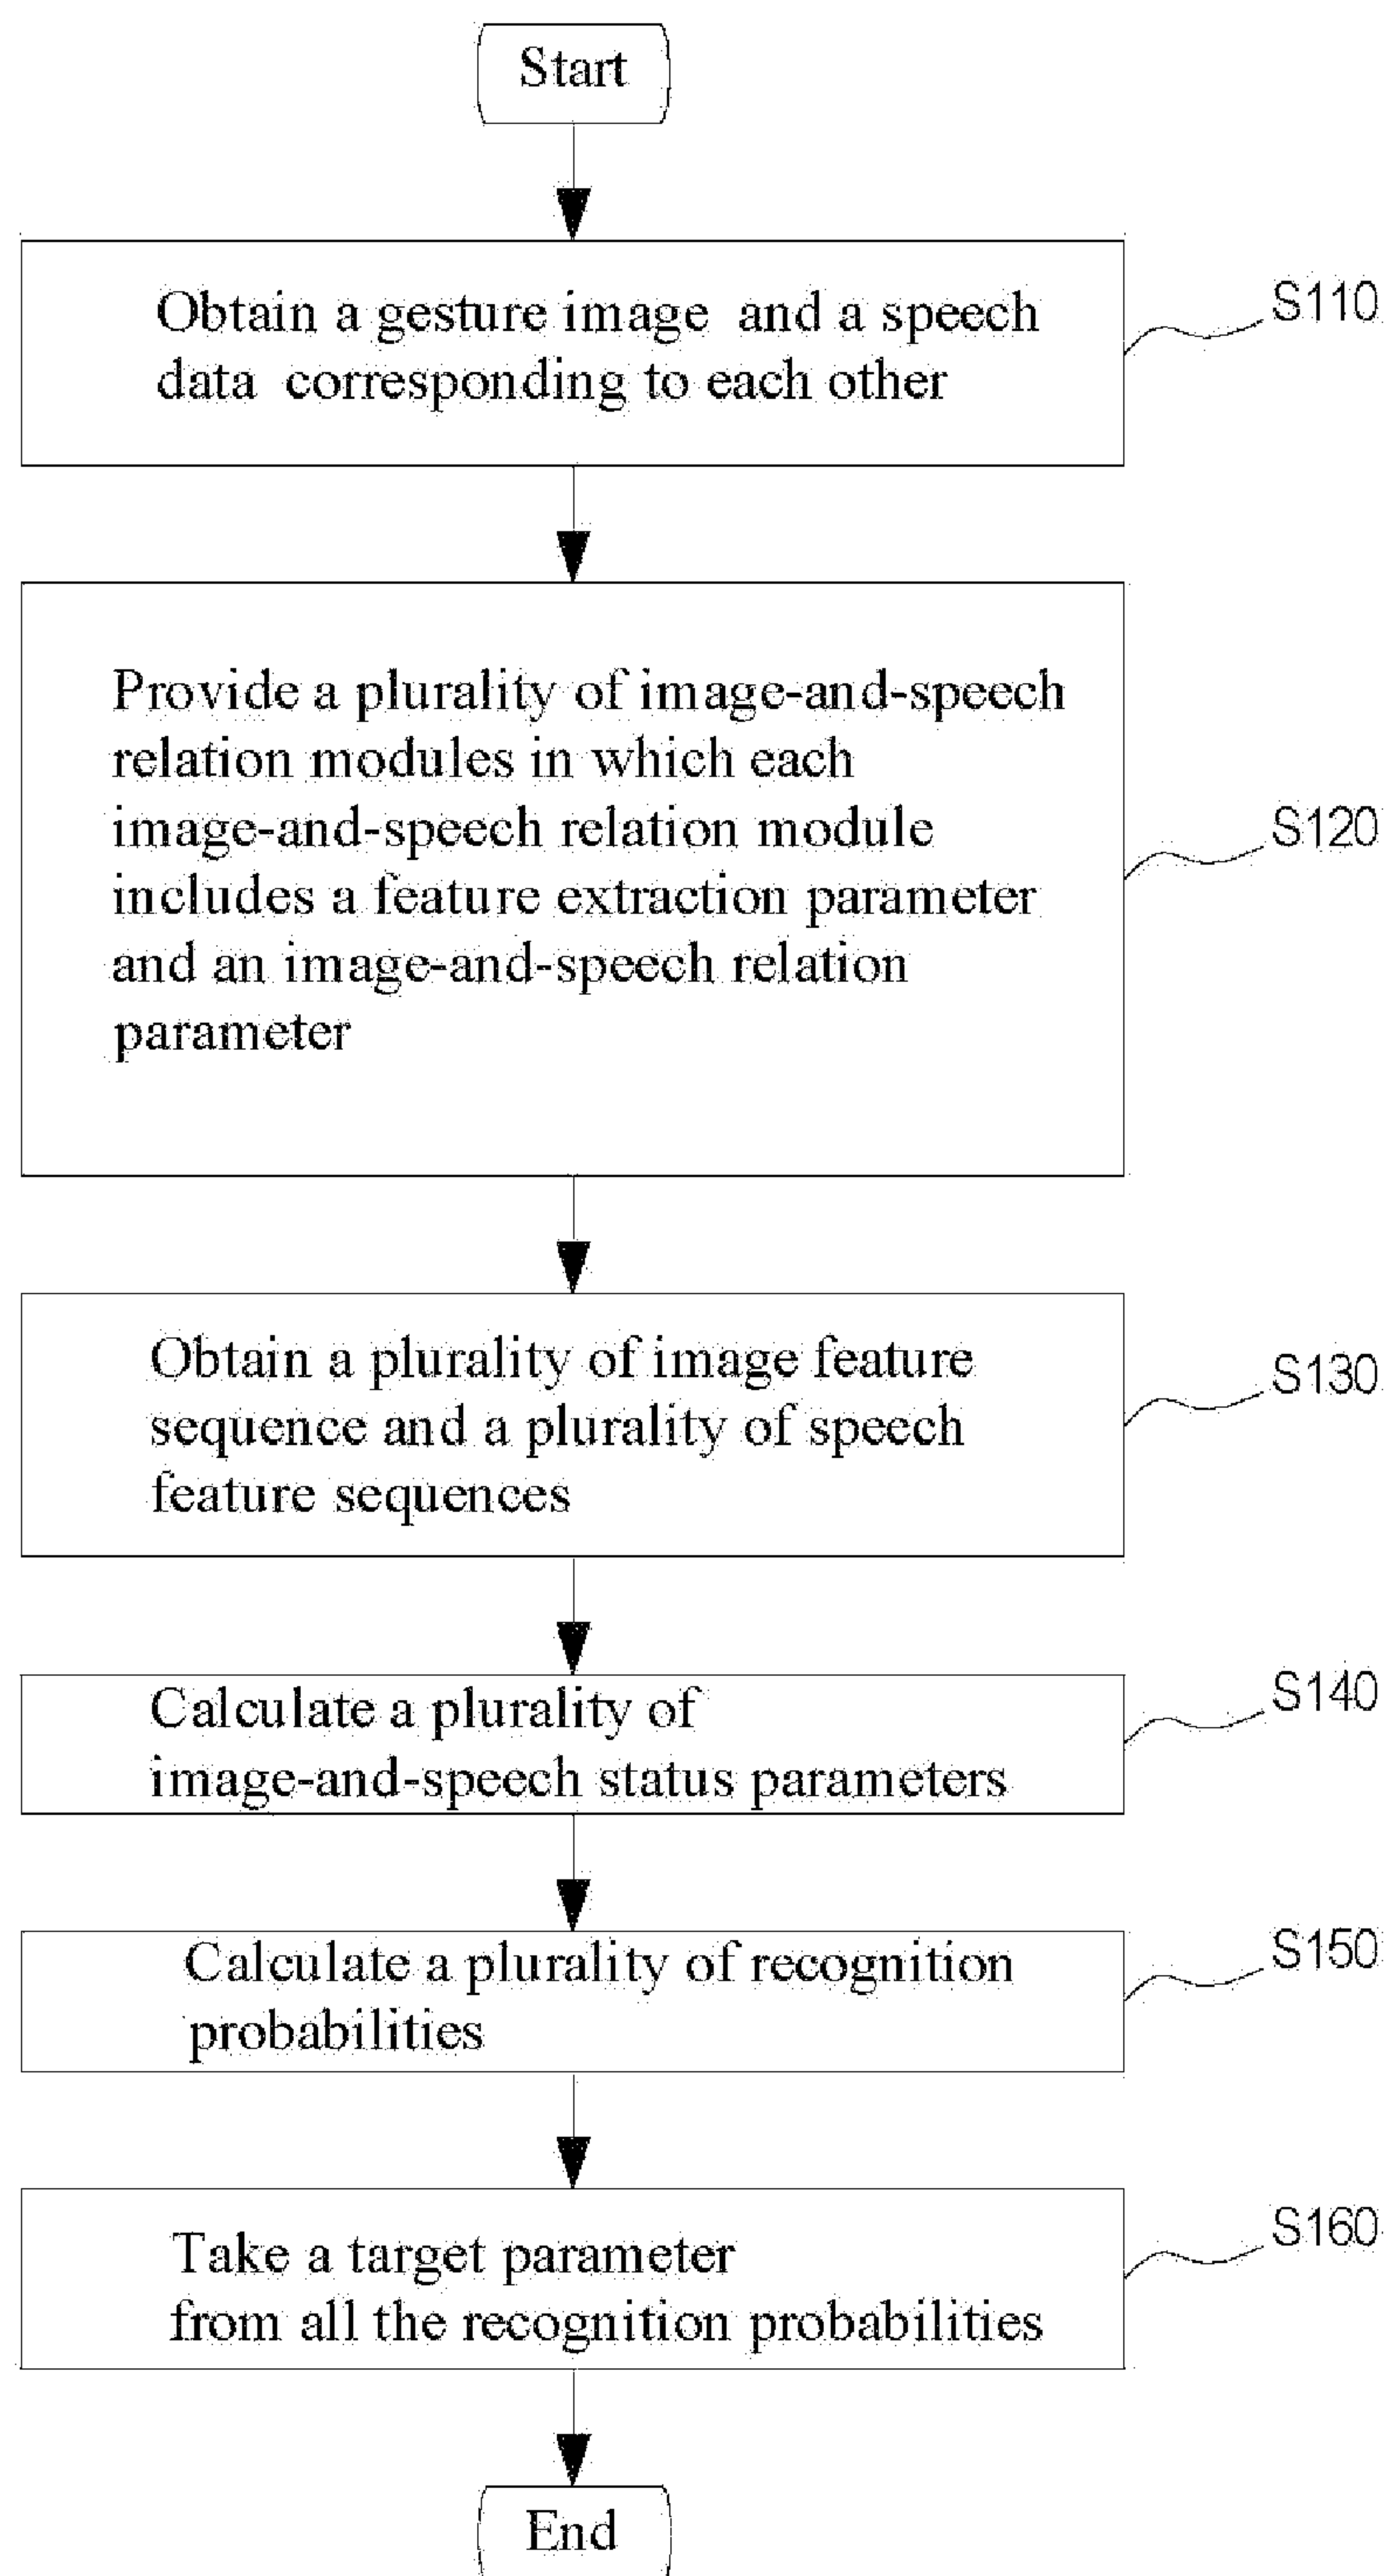 Start
Obtain a gesture image and a speech
data corresponding to each other
S110
Provide a plurality of image-and-speech
relation modules in which each
image-and-speech relation module
includes a feature extraction parameter
and an image-and-speech relation
parameter
S120
Obtain a plurality of image feature
sequence and a plurality of speech
feature sequences
S130
Calculate a plurality of
image-and-speech status parameters
S140
Calculate a plurality of recognition
probabilities
S150
Take a target parameter
from all the recognition probabilities
S160
End